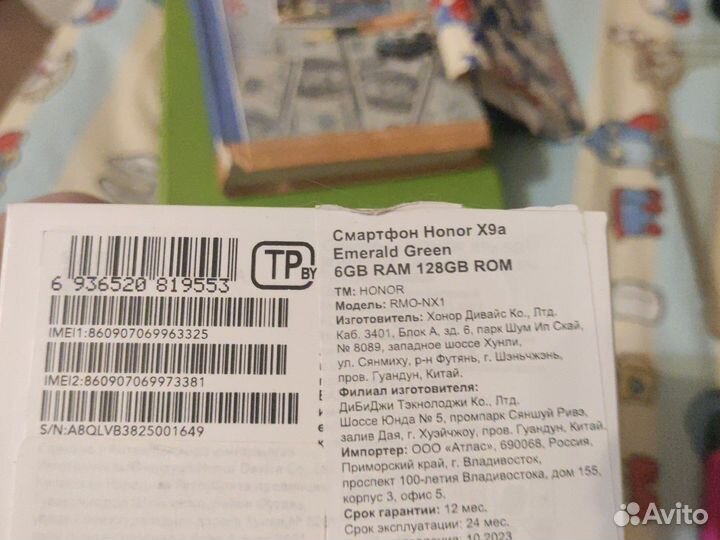 6 936520 819553
IMEI1:860907069963325
IMEI2:860907069973381
S/N:A8QLVB3825001649
TP BY
Смартфон Honor X9a
Emerald Green
6GB RAM 128GB ROM
ТМ: HONOR
Модель: RMO-NX1
Изготовитель: Хонор Дивайс Ко., Лтд.
Каб. 3401, Блок А, зд. 6, парк Шум Ип Скай,
№ 8089, западное шоссе Хунли,
ул. Сянмиху, р-н Футянь, г. Шэньчжэнь,
пров. Гуандун, Китай.
Филиал изготовителя:
ДиБиДжи Тэкнолоджи Ко., Лтд.
Шоссе Юнда № 5, промпарк Сяншуй Ривэ,
залив Дая, г. Хуэйчжоу, пров. Гуандун, Китай.
Импортер: ООО «Атлас», 690068, Россия,
Приморский край, г. Владивосток,
проспект 100-летия Владивостока, дом 155,
корпус 3, офис 5.
Срок гарантии: 12 мес.
Срок эксплуатации: 24 мес.
10.2023
Avito